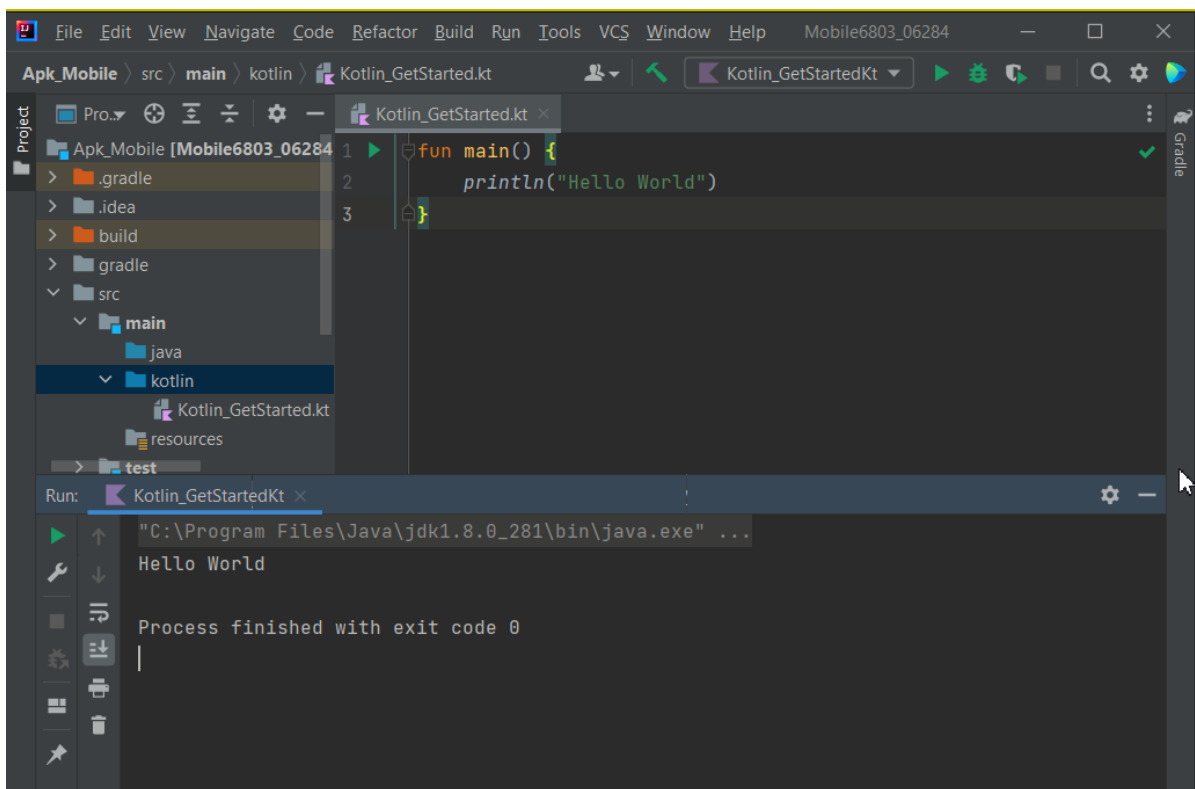 File Edit View Navigate Code Refactor Build Run Tools VCS Window Help Mobile6803_06284
Apk_Mobile src main kotlin Kotlin_GetStarted.kt Kotlin_GetStartedKt
Project
Pro..
Kotlin_GetStarted.kt
Gradle
Apk_Mobile [Mobile6803_06284
.gradle
.idea
build
gradle
src
main
java
kotlin
Kotlin_GetStarted.kt
resources
test
1 fun main() {
2 println("Hello World")
3 }
Run: Kotlin_GetStartedKt
"C:\Program Files\Java\jdk1.8.0_281\bin\java.exe" ...
Hello World
Process finished with exit code 0